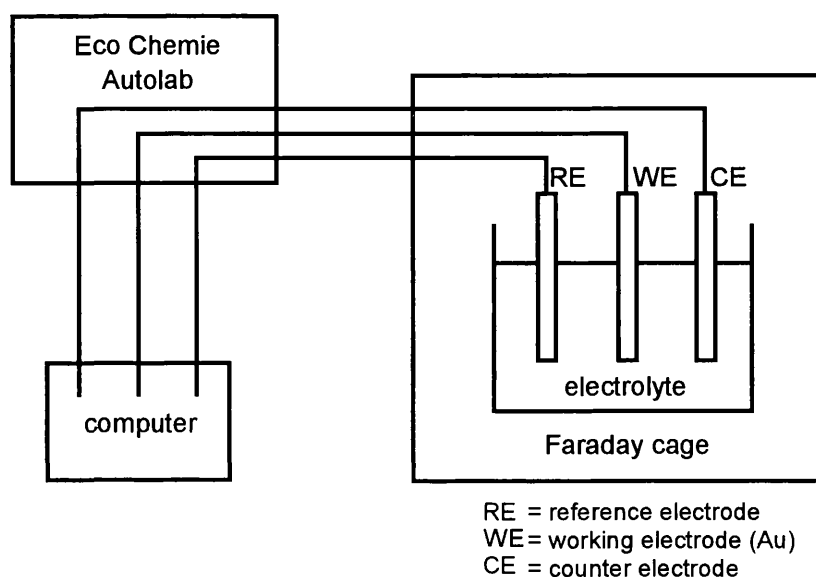 Eco Chemie
Autolab
RE WE CE
computer
electrolyte
Faraday cage
RE = reference electrode
WE = working electrode (Au)
CE = counter electrode